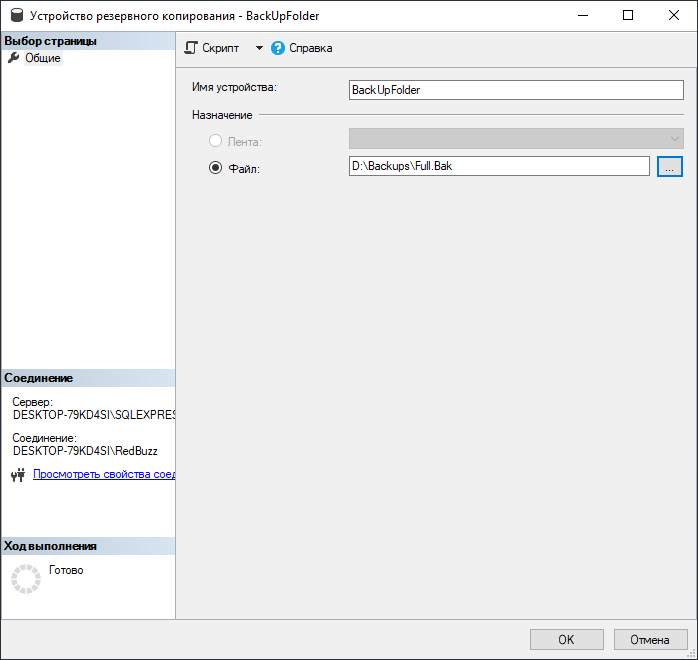 Устройство резервного копирования - BackUpFolder
Выбор страницы
Общие
Скрипт
Справка
Имя устройства:
BackUpFolder
Назначение
Лента:
Файл:
D:\Backups\Full.Bak
...
Соединение
Сервер:
DESKTOP-79KD4SI\SQLEXPRES
Соединение:
DESKTOP-79KD4SI\RedBuzz
Просмотреть свойства соед
Ход выполнения
Готово
OK
Отмена